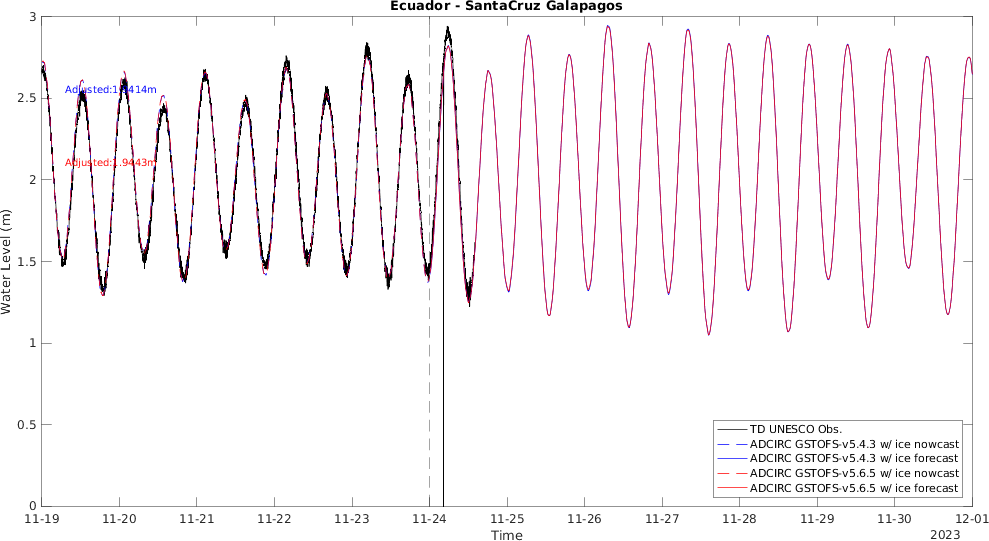 Ecuador - SantaCruz Galapagos
3
2.5
2
1.5
1
0.5
0
Water Level (m)
Adjusted:1.9443m
11-19
11-20
11-21
11-22
11-23
11-24
11-25
11-26
11-27
11-28
11-29
11-30
12-01
Time
2023
TD UNESCO Obs.
ADCIRC GSTOFS-v5.4.3 w/ ice nowcast
ADCIRC GSTOFS-v5.4.3 w/ ice forecast
ADCIRC GSTOFS-v5.6.5 w/ ice nowcast
ADCIRC GSTOFS-v5.6.5 w/ ice forecast